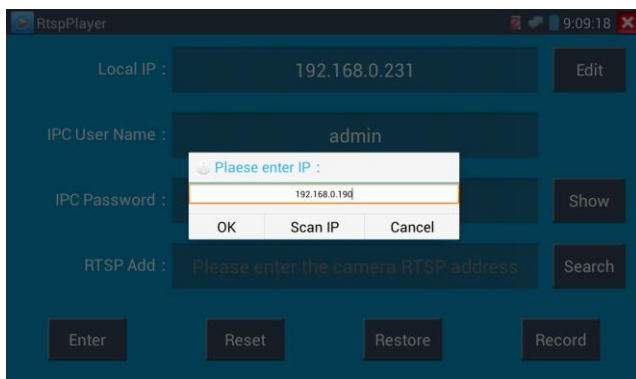 RtspPlayer 9:09:18
Local IP : 192.168.0.231 Edit
IPC User Name : admin
Plaese enter IP :
192.168.0.190
IPC Password : Show
OK Scan IP Cancel
RTSP Add : Please enter the camera RTSP address Search
Enter Reset Restore Record